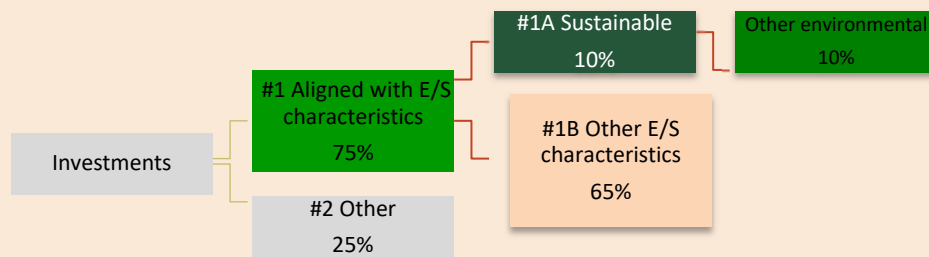 Investments
#1 Aligned with E/S
characteristics
75%
#2 Other
25%
#1A Sustainable
10%
#1B Other E/S
characteristics
65%
Other environmental
10%